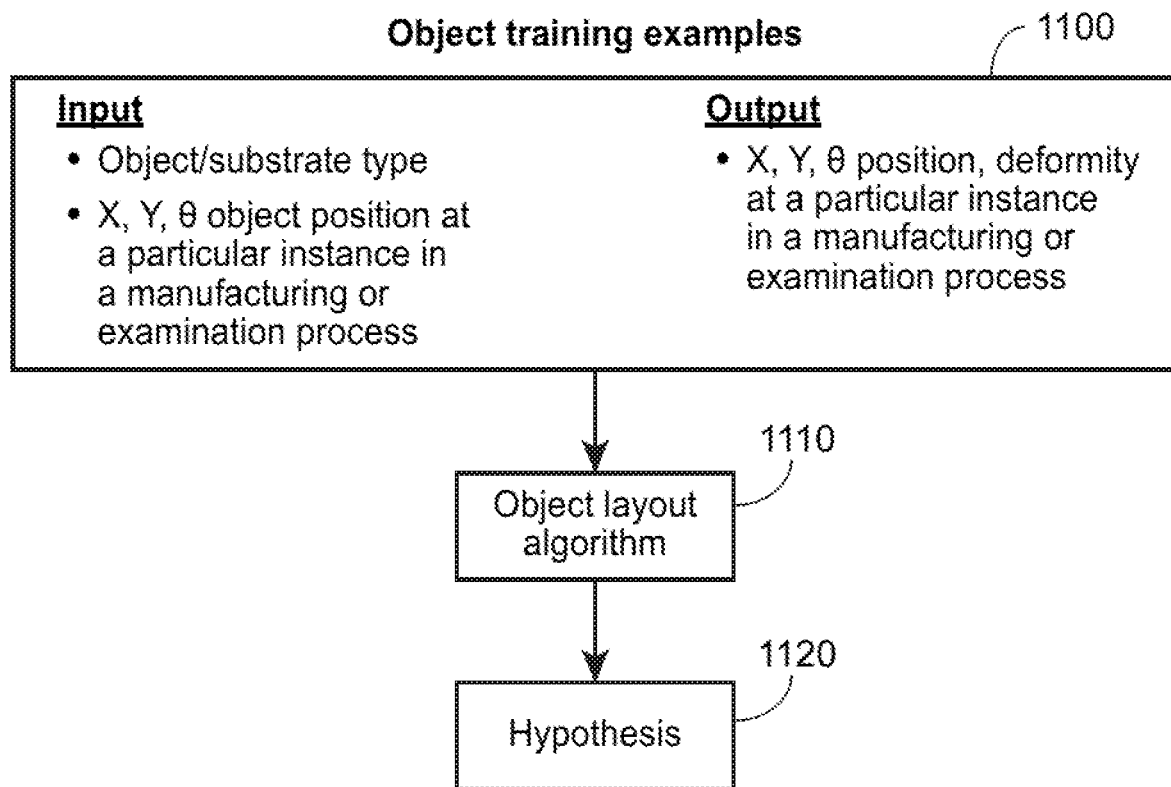 Object training examples
1100
Input
• Object/substrate type
• X, Y, θ object position at
a particular instance in
a manufacturing or
examination process
Output
• X, Y, θ position, deformity
at a particular instance
in a manufacturing or
examination process
1110
Object layout
algorithm
1120
Hypothesis